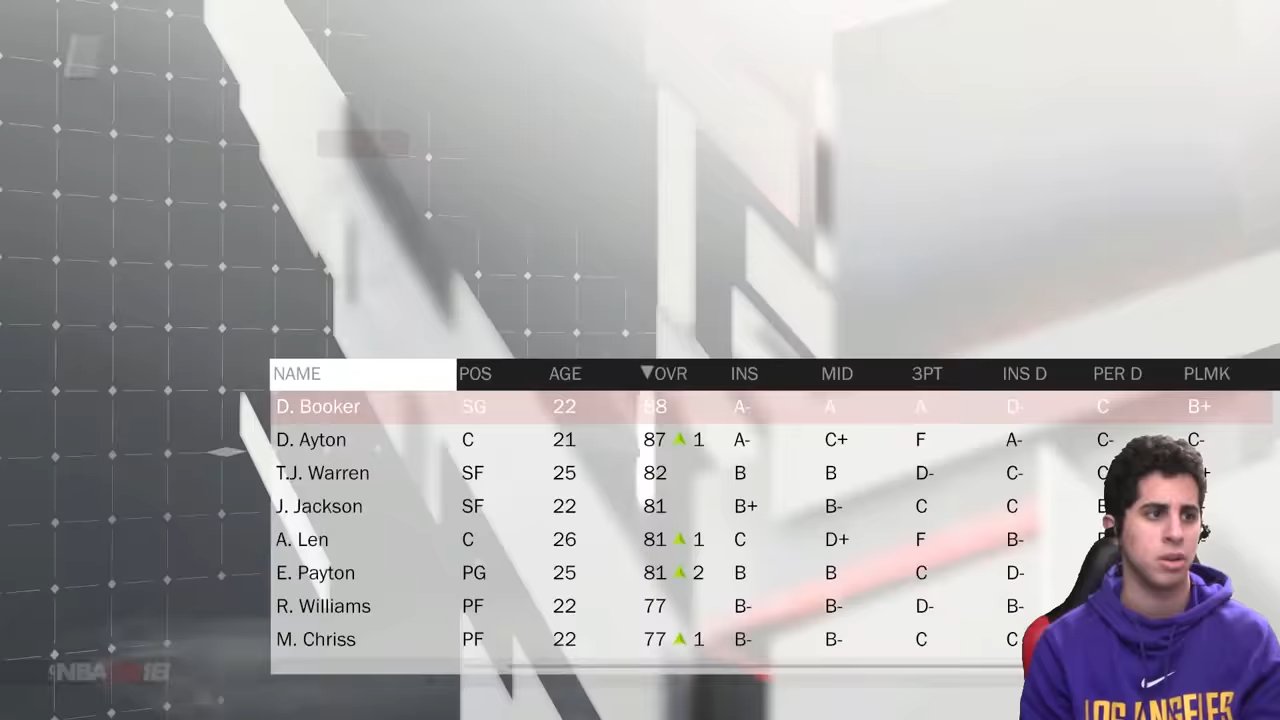 NAME POS AGE ▼OVR INS MID 3PT INS D PER D PLMK
D. Booker SG 22 88 A- A A D- C B+
D. Ayton C 21 87 ▲ 1 A- C+ F A- C- C-
T.J. Warren SF 25 82 B B D- C-
J. Jackson SF 22 81 B+ B- C C
A. Len C 26 81 ▲ 1 C D+ F B-
E. Payton PG 25 81 ▲ 2 B B C D-
R. Williams PF 22 77 B- B- D- B-
M. Chriss PF 22 77 ▲ 1 B- B- C C
NBA 2K18
LOS ANGELES